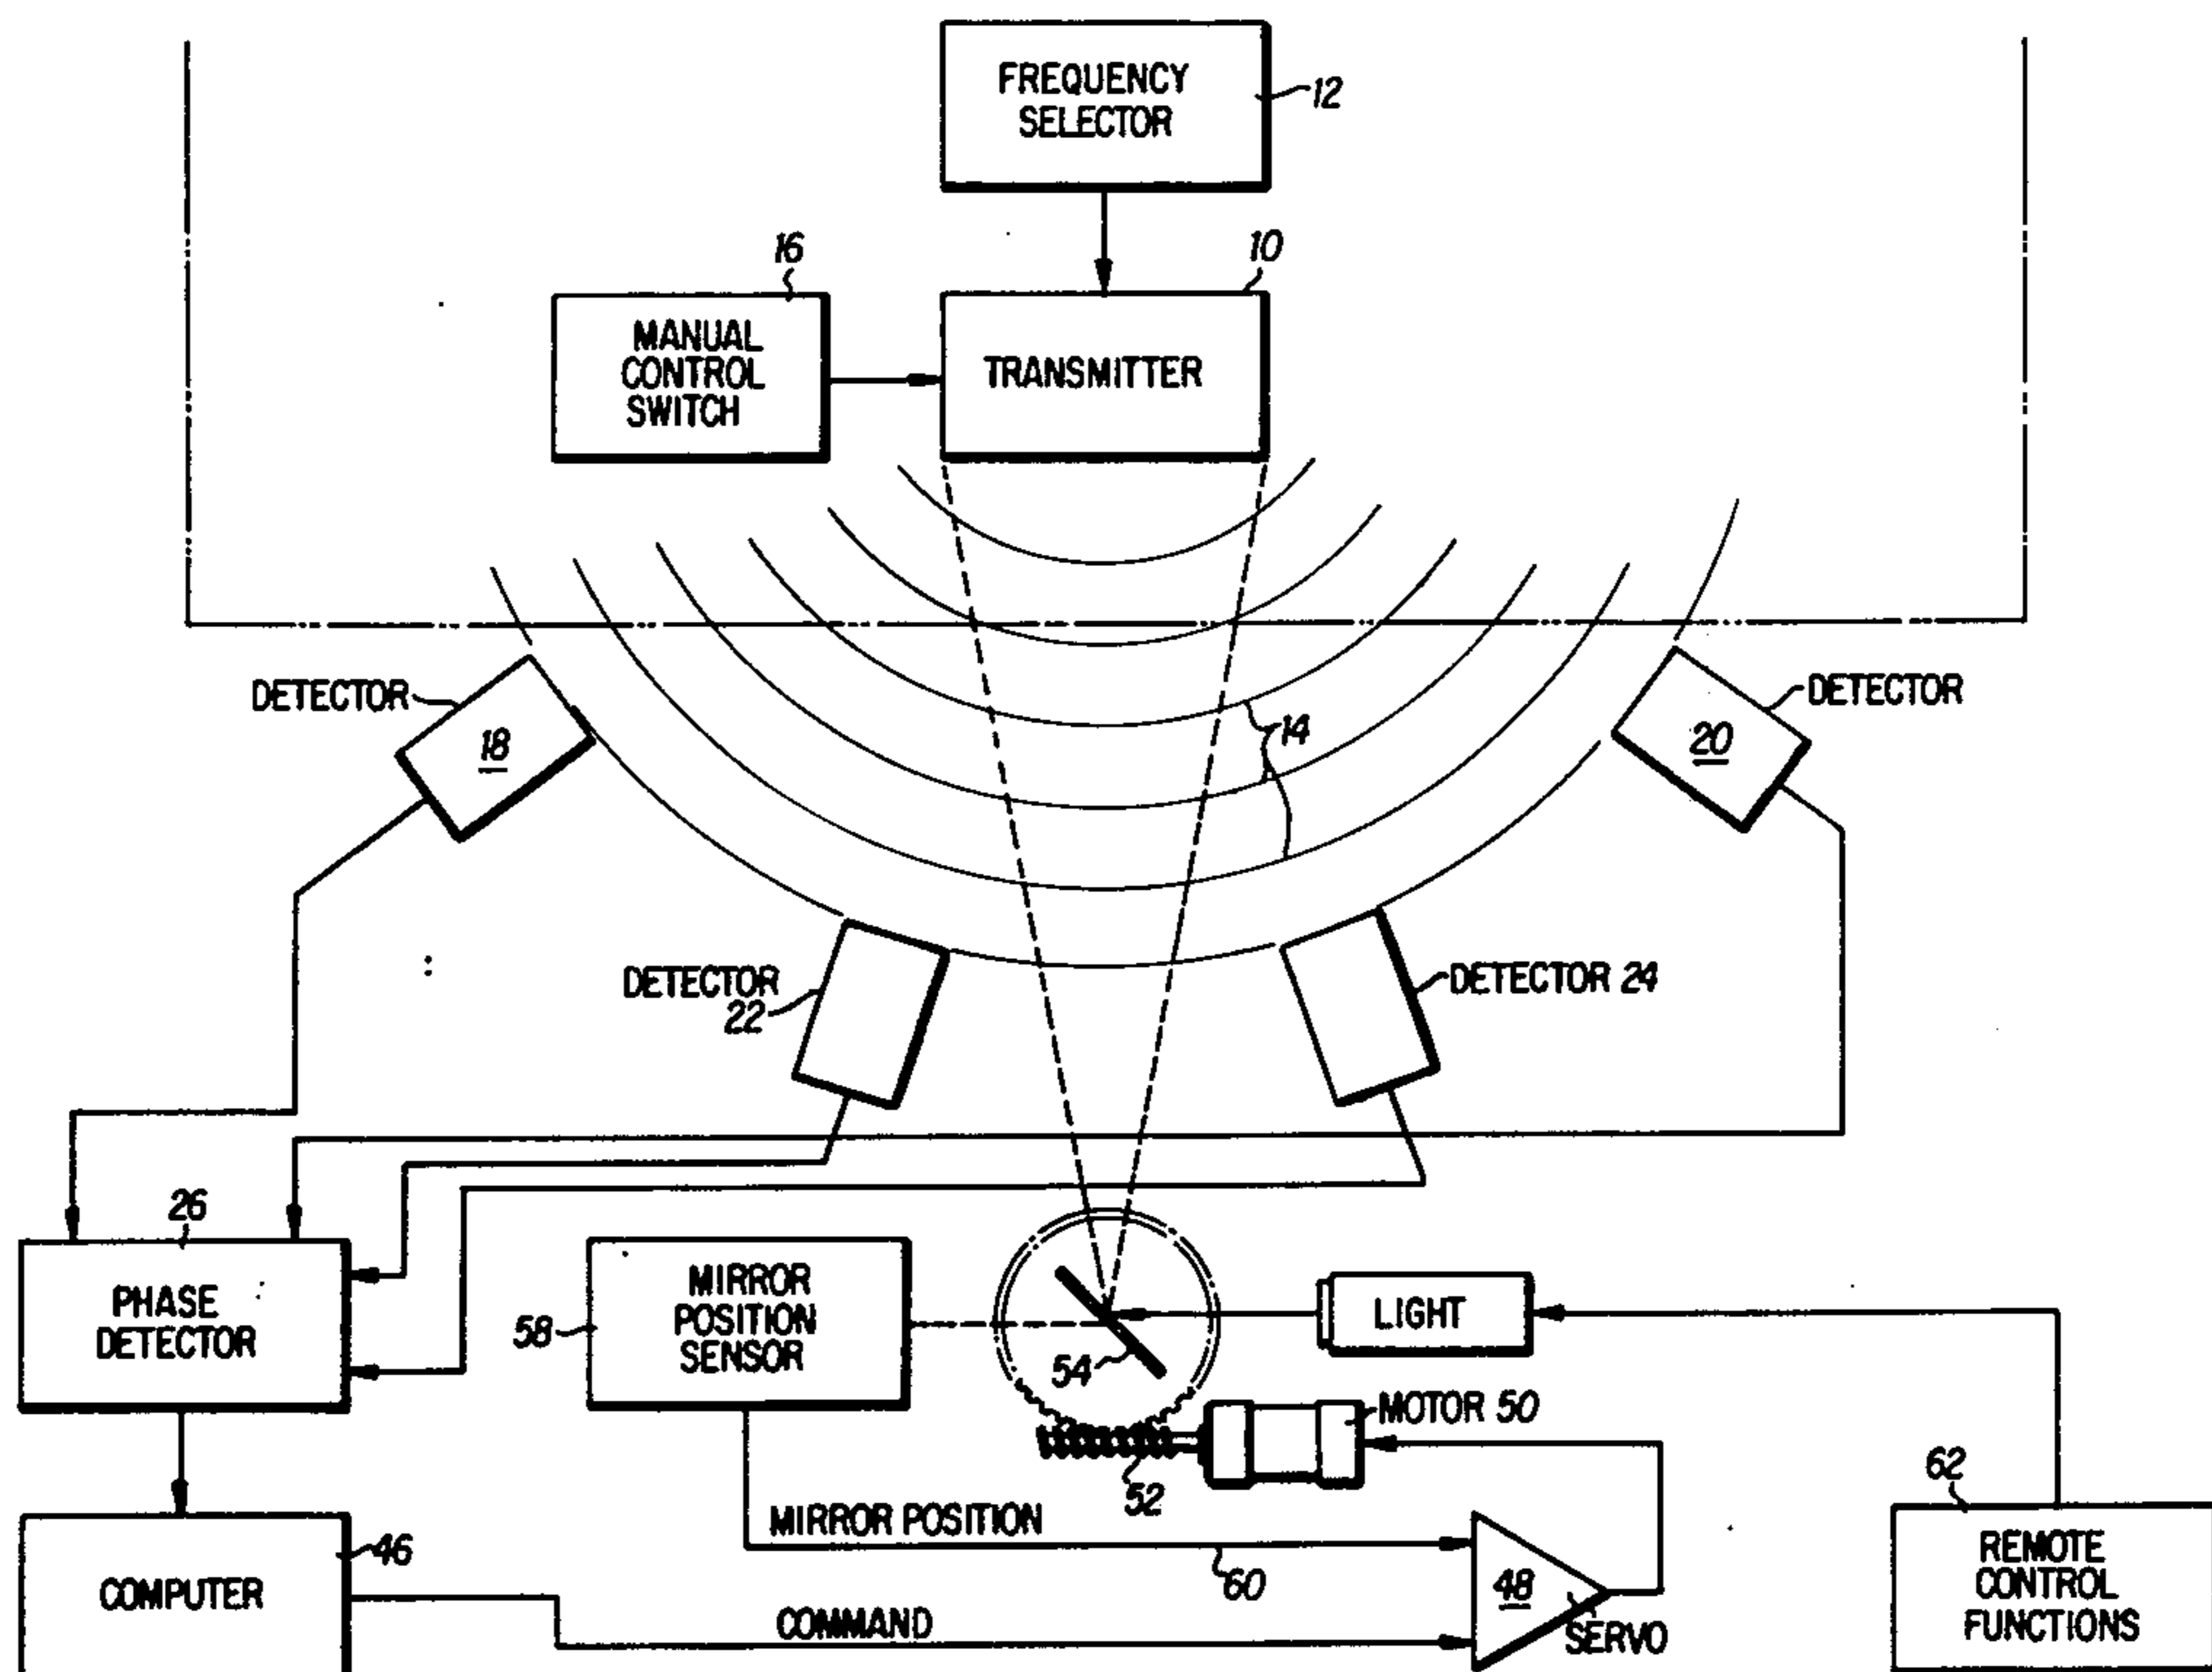 FREQUENCY
SELECTOR
12
16
10
MANUAL
CONTROL
SWITCH
TRANSMITTER
DETECTOR
18
14
DETECTOR
20
DETECTOR
22
DETECTOR 24
26
PHASE
DETECTOR
58
MIRROR
POSITION
SENSOR
54
LIGHT
MOTOR 50
52
62
MIRROR POSITION
60
46
COMPUTER
COMMAND
48
SERVO
REMOTE
CONTROL
FUNCTIONS